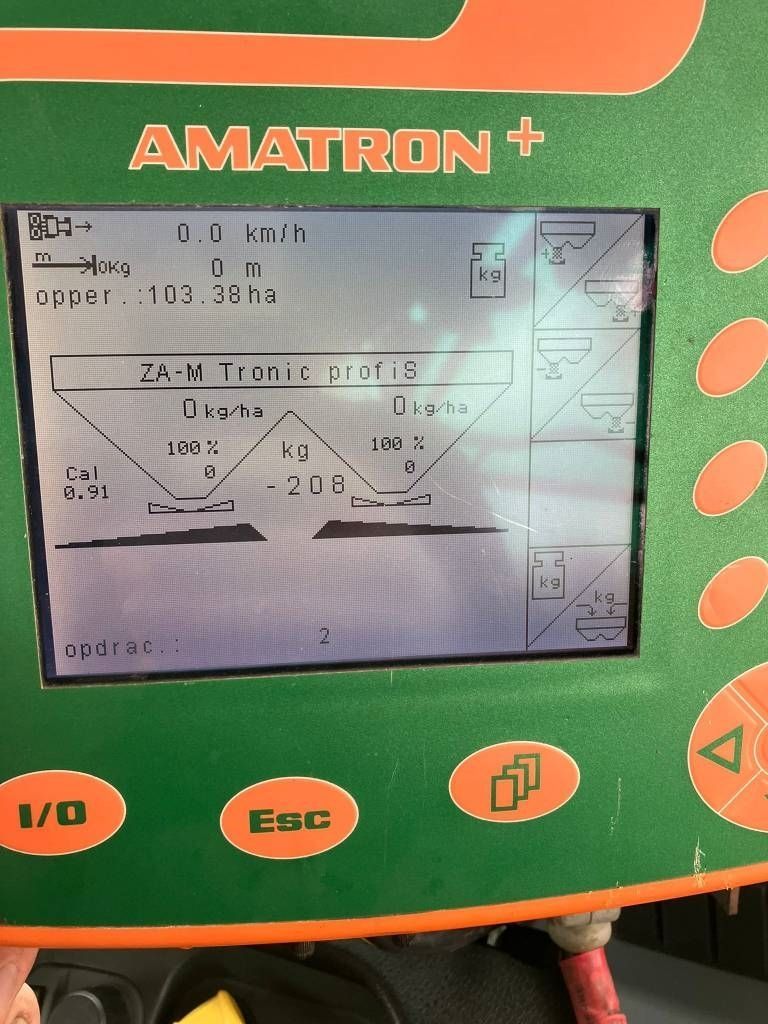 AMATRON+
0.0 km/h
m 0Kg 0 m
kg
opper.:103.38ha
ZA-M Tronic profiS
0kg/ha 0kg/ha
100% kg 100%
0 0
Cal
0.91 -208
kg kg
opdrac.: 2
I/O Esc